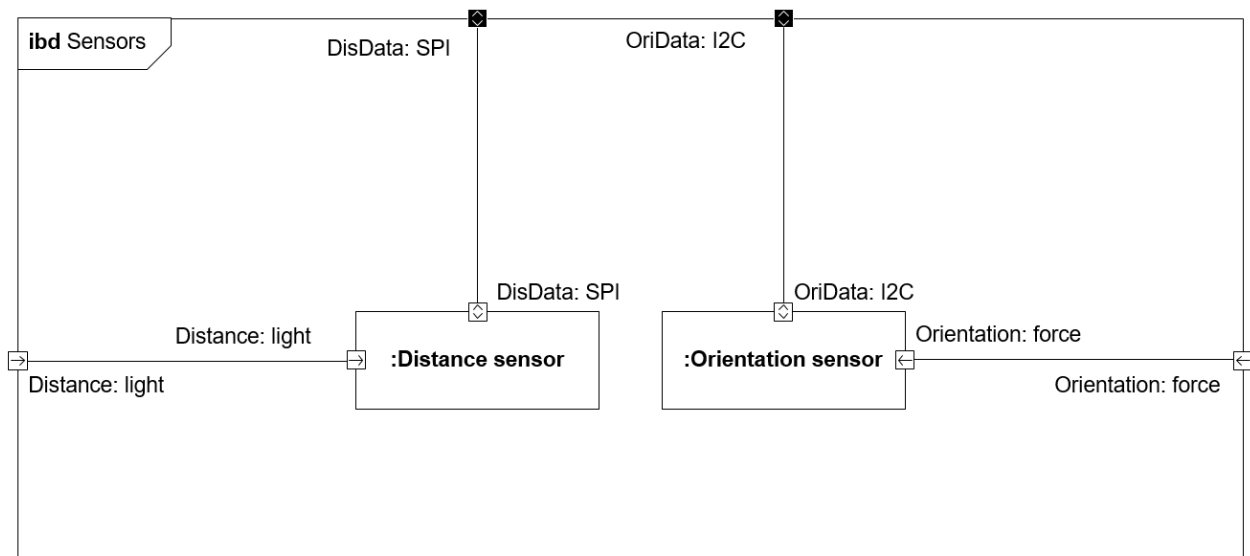 ibd Sensors
DisData: SPI
OriData: I2C
DisData: SPI
OriData: I2C
Distance: light
Orientation: force
:Distance sensor
:Orientation sensor
Distance: light
Orientation: force